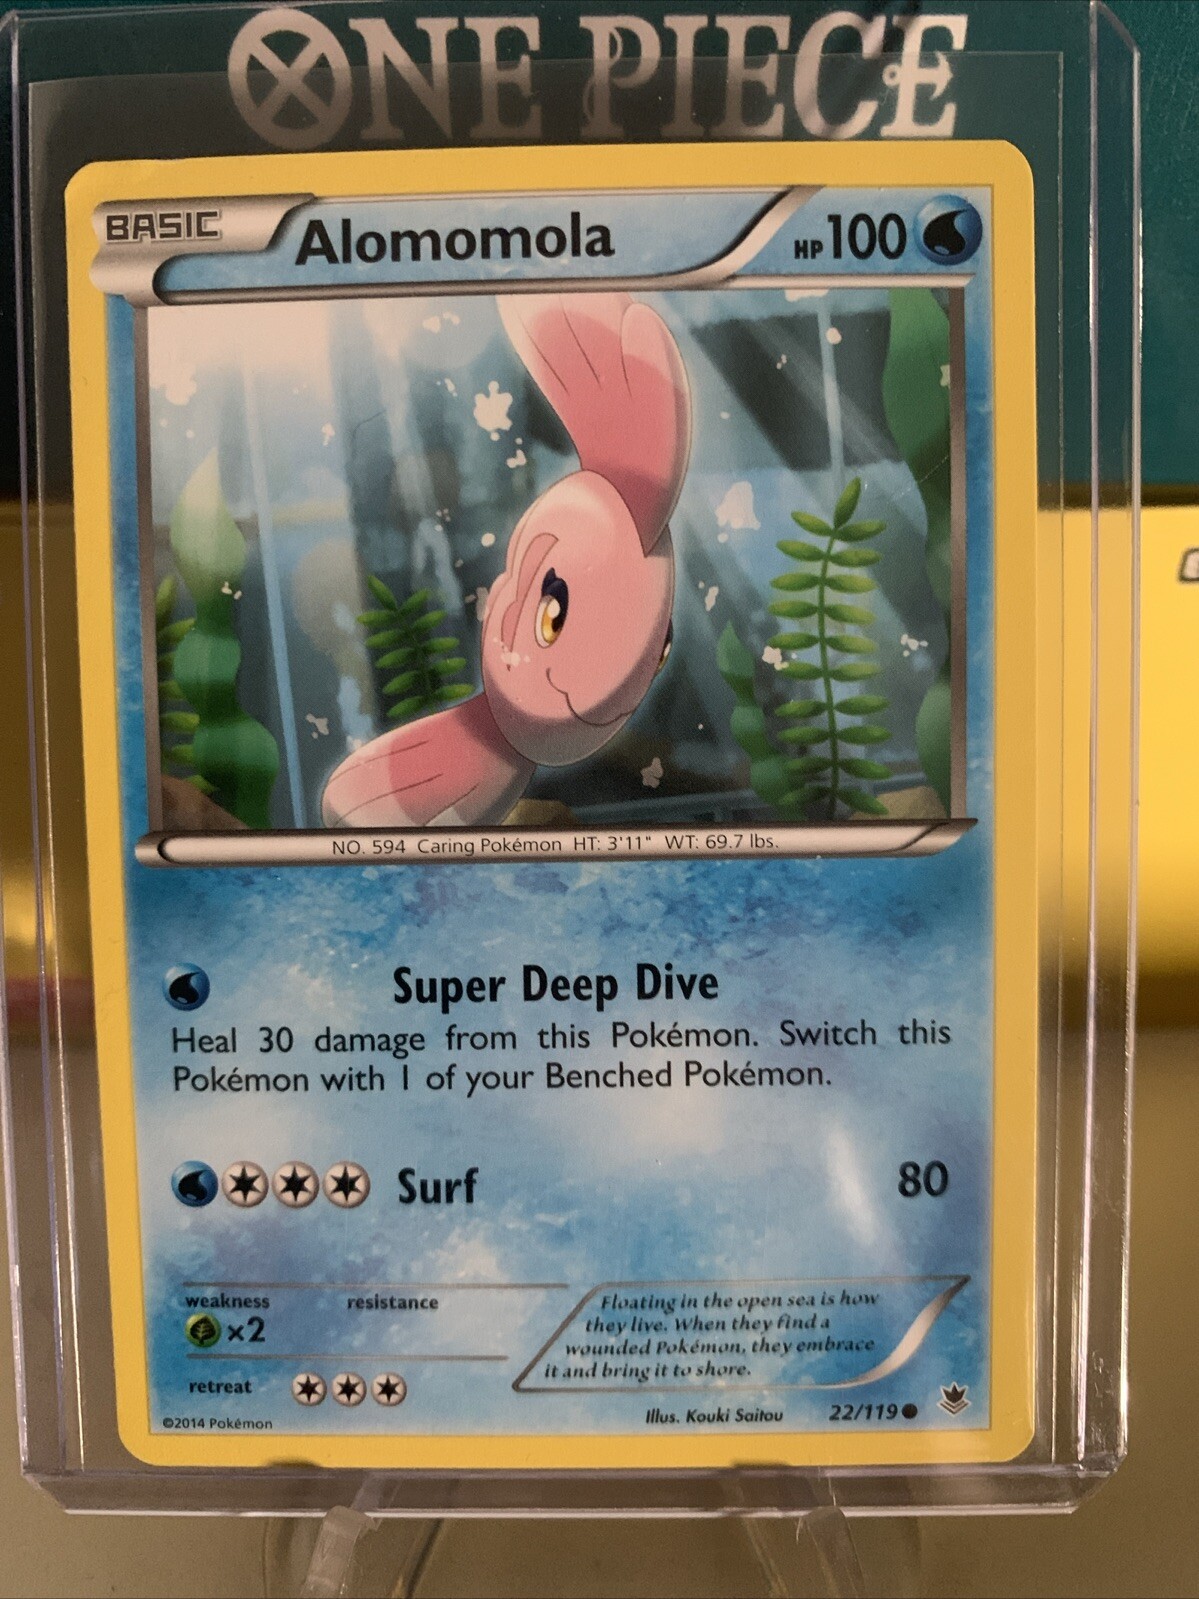 ONE PIECE
BASIC
Alomomola
HP 100
NO. 594 Caring Pokémon HT: 3'11" WT: 69.7 lbs.
Super Deep Dive
Heal 30 damage from this Pokémon. Switch this
Pokémon with 1 of your Benched Pokémon.
Surf 80
weakness resistance
×2
retreat
Floating in the open sea is how
they live. When they find a
wounded Pokémon, they embrace
it and bring it to shore.
Illus. Kouki Saitou 22/119
©2014 Pokémon